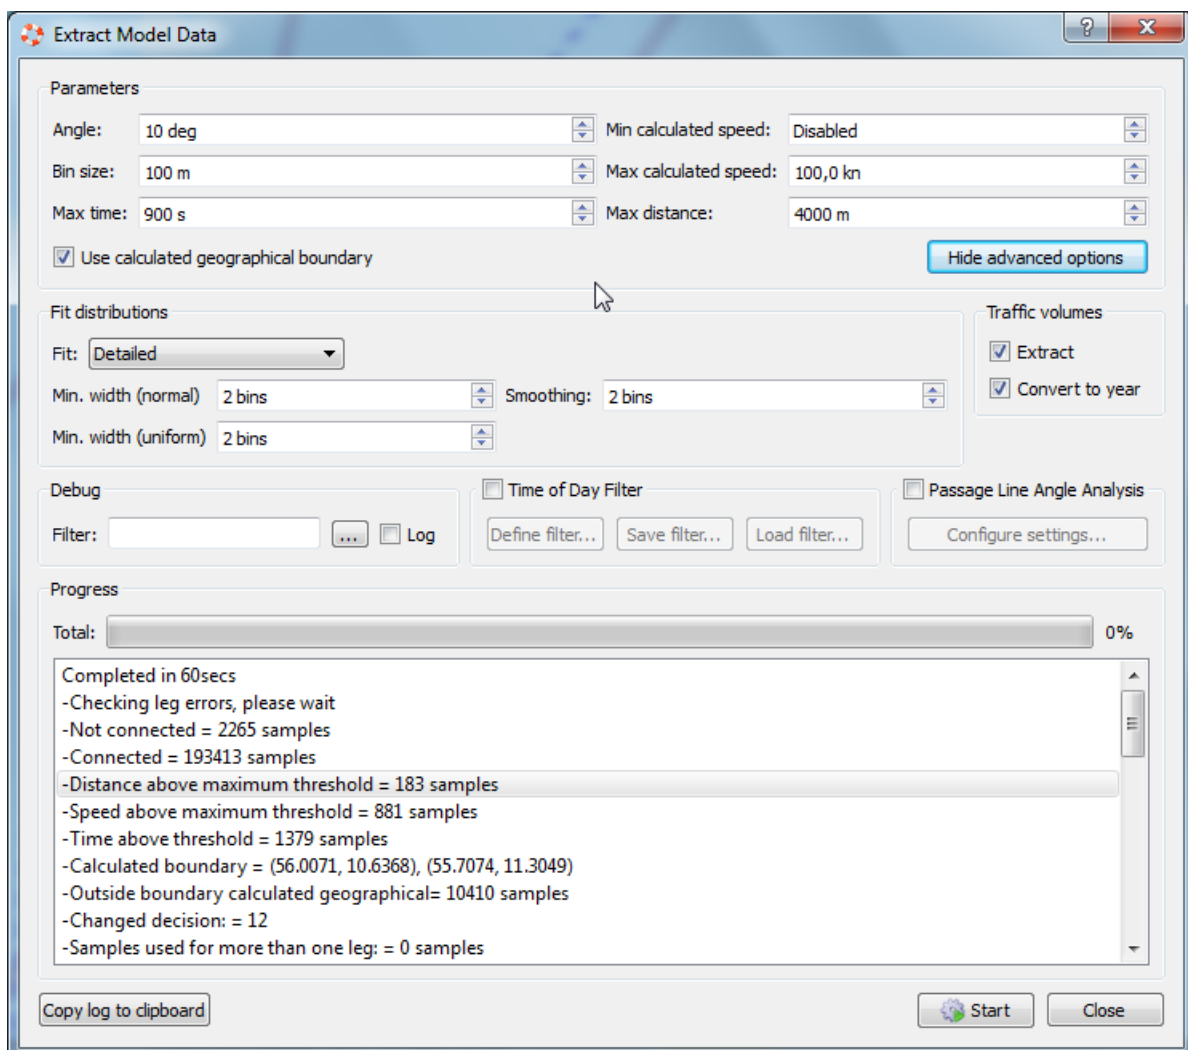 Extract Model Data
?
X
Parameters
Angle: 10 deg Min calculated speed: Disabled
Bin size: 100 m Max calculated speed: 100,0 kn
Max time: 900 s Max distance: 4000 m
Use calculated geographical boundary Hide advanced options
Fit distributions Traffic volumes
Fit: Detailed Extract
Min. width (normal) 2 bins Smoothing: 2 bins Convert to year
Min. width (uniform) 2 bins
Debug Time of Day Filter Passage Line Angle Analysis
Filter: ... Log Define filter... Save filter... Load filter... Configure settings...
Progress
Total: 0%
Completed in 60secs
-Checking leg errors, please wait
-Not connected = 2265 samples
-Connected = 193413 samples
-Distance above maximum threshold = 183 samples
-Speed above maximum threshold = 881 samples
-Time above threshold = 1379 samples
-Calculated boundary = (56.0071, 10.6368), (55.7074, 11.3049)
-Outside boundary calculated geographical= 10410 samples
-Changed decision: = 12
-Samples used for more than one leg: = 0 samples
Copy log to clipboard Start Close